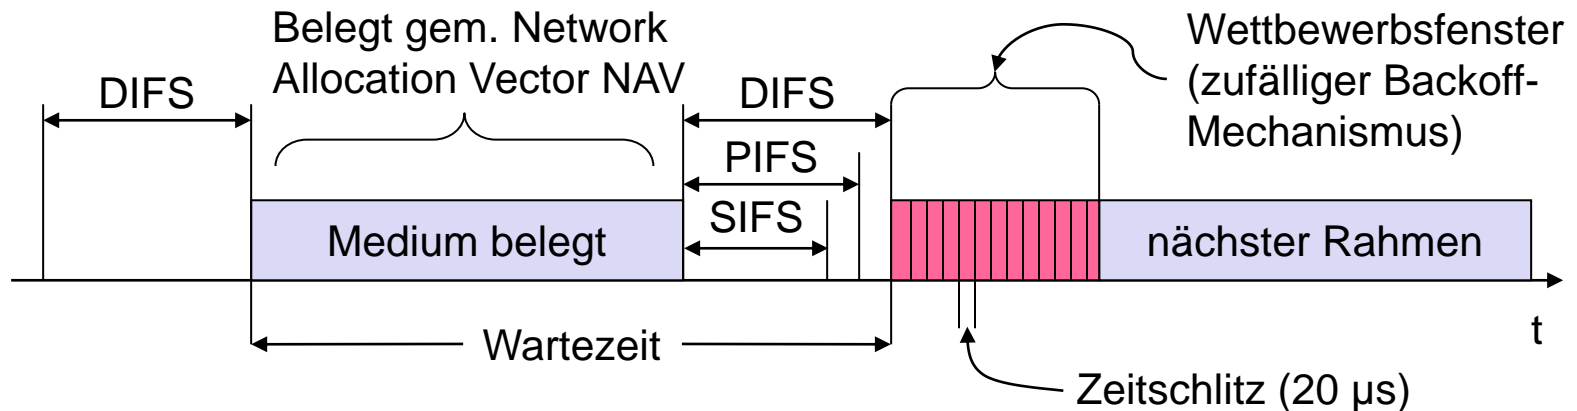 Belegt gem. Network
Allocation Vector NAV
Wettbewerbsfenster
(zufälliger Backoff-
Mechanismus)
DIFS
DIFS
PIFS
SIFS
Medium belegt
nächster Rahmen
t
Wartezeit
Zeitschlitz (20 µs)